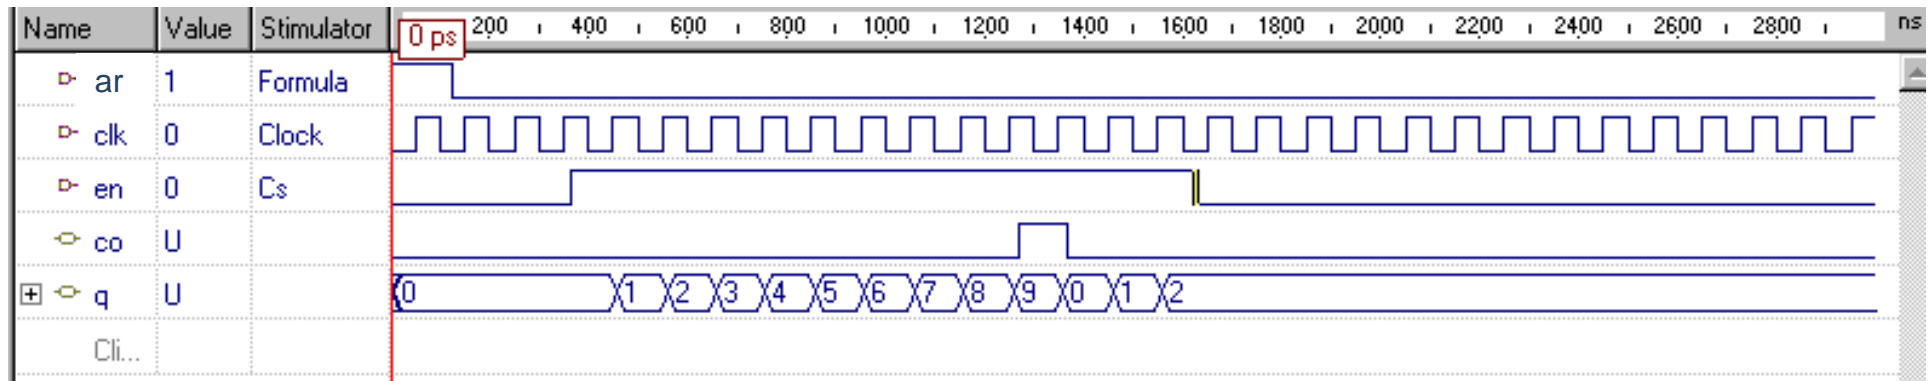 Name Value Stimulator 200 400 600 800 1000 1200 1400 1600 1800 2000 2200 2400 2600 2800 ns
0 ps
ar 1 Formula
clk 0 Clock
en 0 Cs
co U
q U 0 1 2 3 4 5 6 7 8 9 0 1 2
Cli...